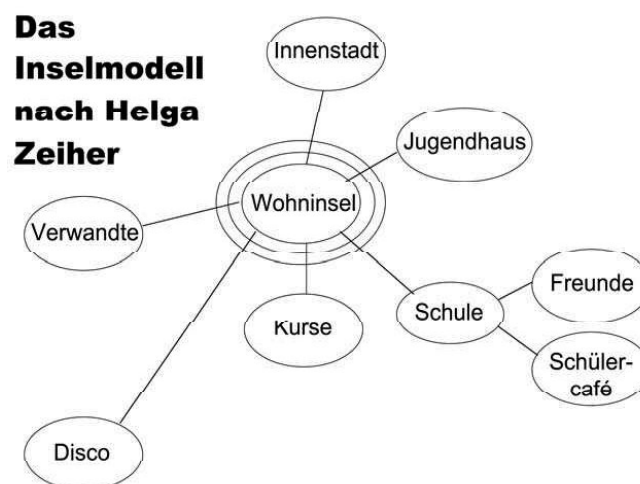 Das
Inselmodell
nach Helga
Zeiher
Innenstadt
Jugendhaus
Wohninsel
Verwandte
Freunde
Schule
Kurse
Schüler-
café
Disco